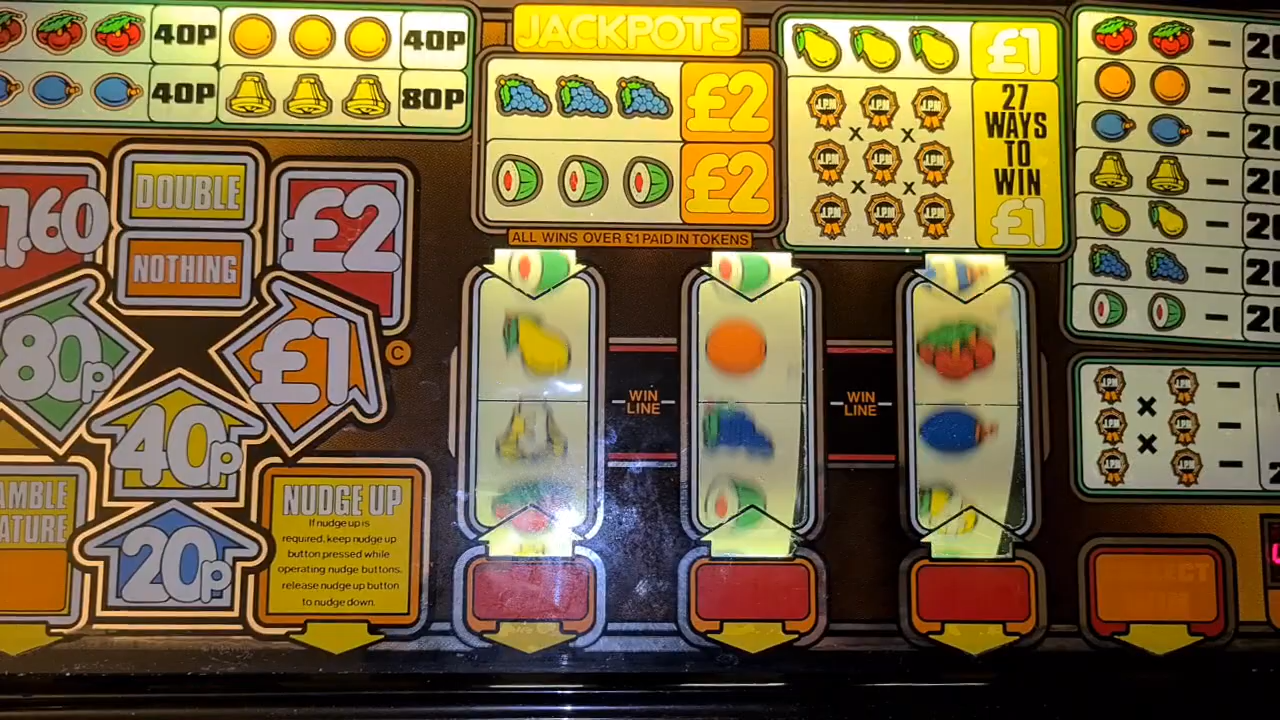 JACKPOTS
40P
40P
40P
80P
£2
£2
£1
27
WAYS
TO
WIN
£1
J.P.M
J.P.M
J.P.M
J.P.M
J.P.M
J.P.M
J.P.M
J.P.M
J.P.M
ALL WINS OVER £1 PAID IN TOKENS
DOUBLE
NOTHING
£2
80p
£1
C
40p
20p
NUDGE UP
If nudge up is
required, keep nudge up
button pressed while
operating nudge buttons,
release nudge up button
to nudge down.
WIN
LINE
WIN
LINE
J.P.M
J.P.M
J.P.M
J.P.M
J.P.M
J.P.M